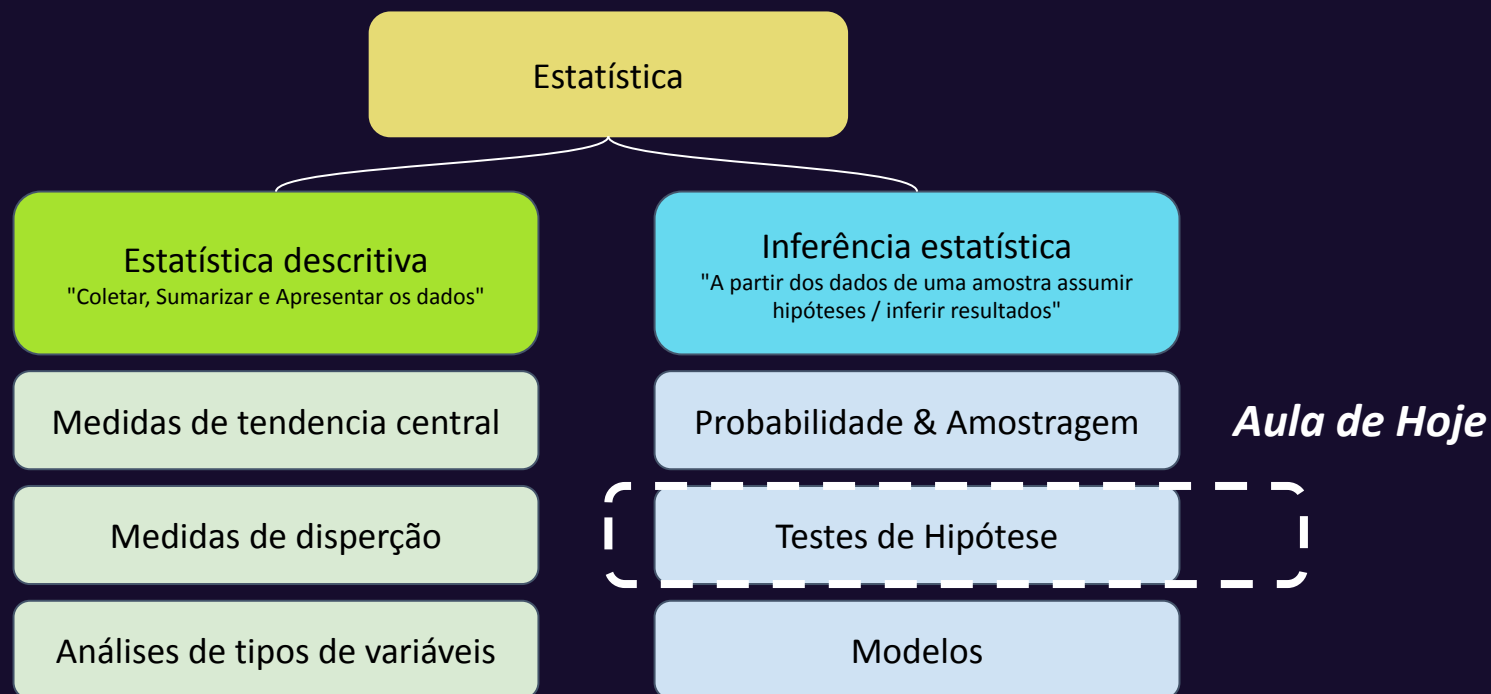 Estatística
Estatística descritiva
"Coletar, Sumarizar e Apresentar os dados"
Inferência estatística
"A partir dos dados de uma amostra assumir
hipóteses / inferir resultados"
Medidas de tendencia central
Probabilidade & Amostragem
Aula de Hoje
Medidas de disperção
Testes de Hipótese
Análises de tipos de variáveis
Modelos